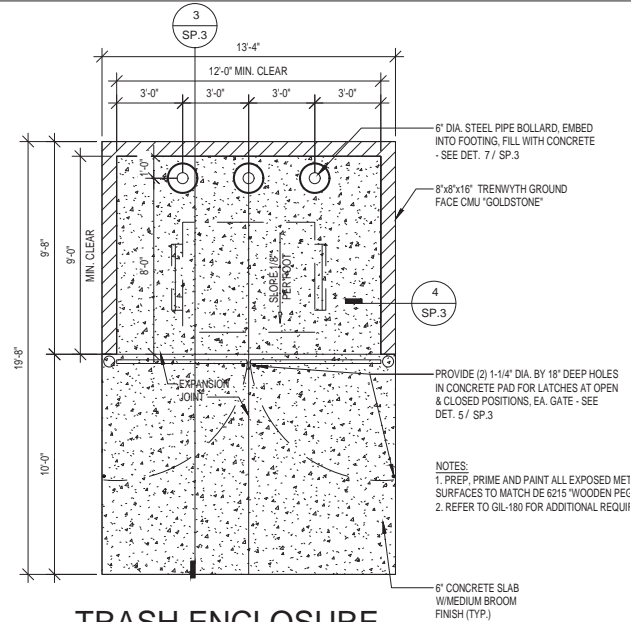 3
SP.3
13'-4"
12'-0" MIN. CLEAR
3'-0" 3'-0" 3'-0" 3'-0"
6" DIA. STEEL PIPE BOLLARD, EMBED
INTO FOOTING, FILL WITH CONCRETE
- SEE DET. 7 / SP.3
1'-0"
8"x8"x16" TRENWYTH GROUND
FACE CMU "GOLDSTONE"
9'-8"
9'-0"
MIN. CLEAR
8'-0"
SLOPE 1/8"
PER FOOT
4
SP.3
19'-8"
PROVIDE (2) 1-1/4" DIA. BY 18" DEEP HOLES
IN CONCRETE PAD FOR LATCHES AT OPEN
& CLOSED POSITIONS, EA. GATE - SEE
DET. 5 / SP.3
EXPANSION
JOINT
10'-0"
NOTES:
1. PREP, PRIME AND PAINT ALL EXPOSED MET
SURFACES TO MATCH DE 6215 "WOODEN PEG
2. REFER TO GIL-180 FOR ADDITIONAL REQUIR
6" CONCRETE SLAB
W/MEDIUM BROOM
FINISH (TYP.)
TRASH ENCLOSURE